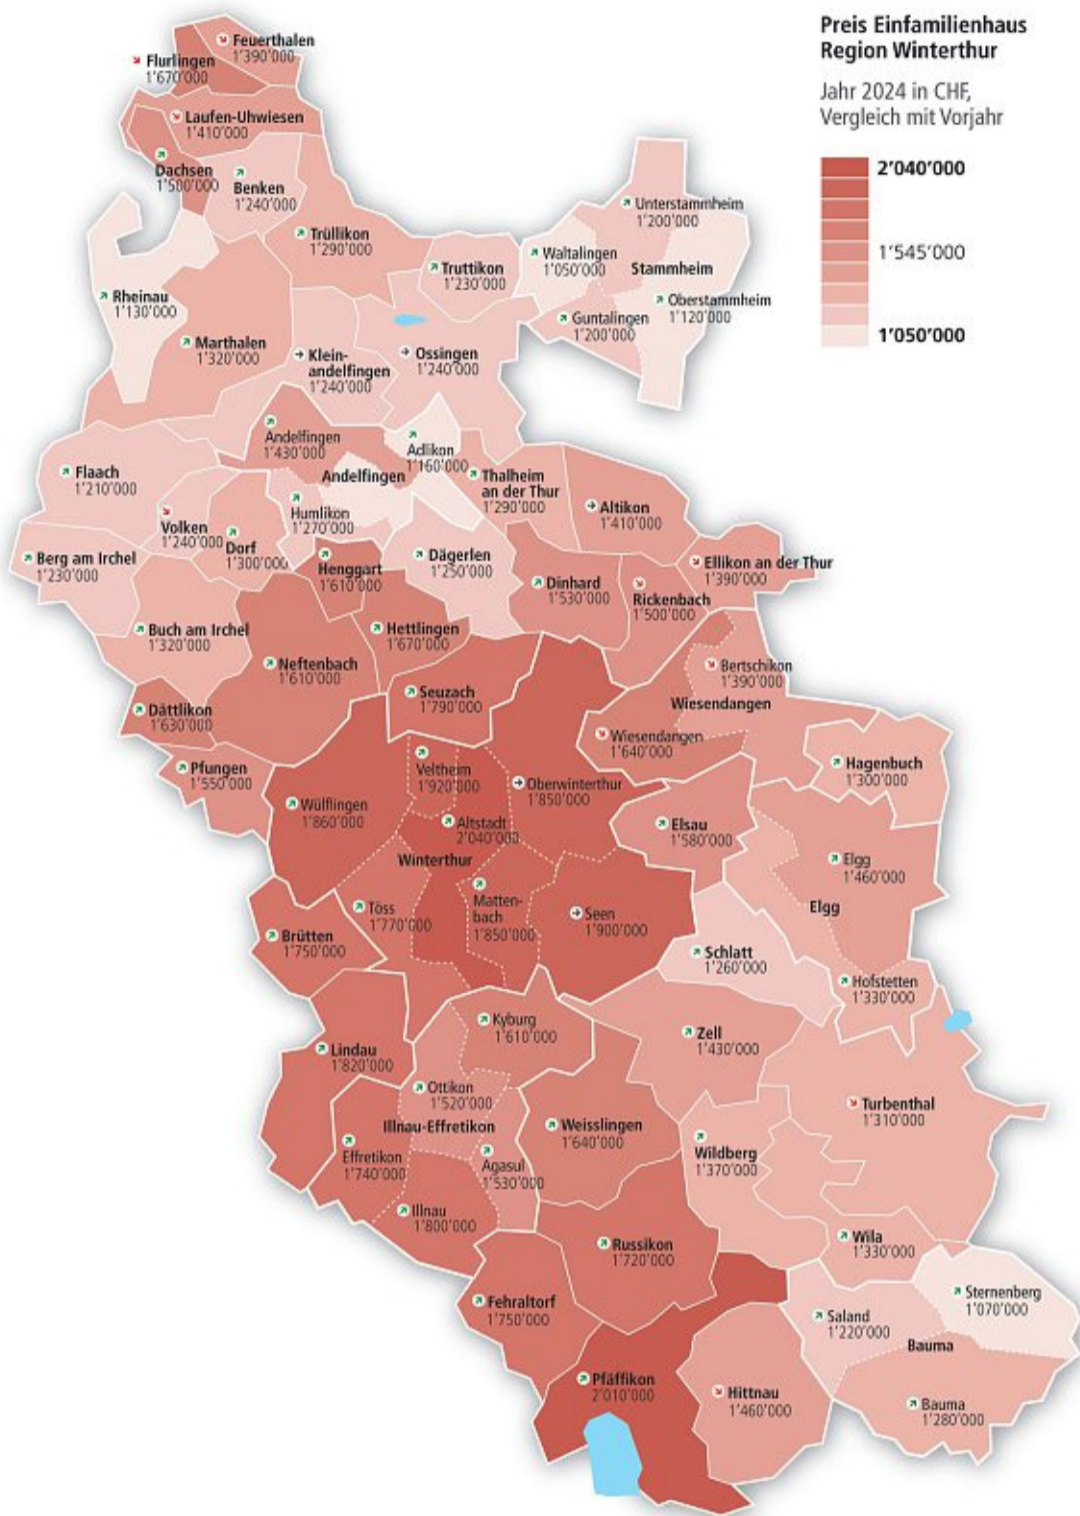 Preis Einfamilienhaus
Region Winterthur
Jahr 2024 in CHF,
Vergleich mit Vorjahr
2’040’000
1’545’000
1’050’000
Feuerthalen
1’390’000
Flurlingen
1’670’000
Laufen-Uhwiesen
1’410’000
Dachsen
1’500’000
Benken
1’240’000
Trüllikon
1’290’000
Truttikon
1’230’000
Unterstammheim
1’200’000
Waltalingen
1’050’000
Stammheim
Oberstammheim
1’120’000
Guntalingen
1’200’000
Rheinau
1’130’000
Marthalen
1’320’000
Klein-
andelfingen
1’240’000
Ossingen
1’240’000
Andelfingen
1’430’000
Adlikon
1’160’000
Andelfingen
Thalheim
an der Thur
1’290’000
Flaach
1’210’000
Volken
1’240’000
Dorf
1’300’000
Humlikon
1’270’000
Altikon
1’410’000
Berg am Irchel
1’230’000
Henggart
1’610’000
Dägerlen
1’250’000
Dinhard
1’530’000
Rickenbach
1’500’000
Ellikon an der Thur
1’390’000
Buch am Irchel
1’320’000
Hettlingen
1’670’000
Neftenbach
1’610’000
Seuzach
1’790’000
Bertschikon
1’390’000
Wiesendangen
Wiesendangen
1’640’000
Dättlikon
1’630’000
Pfungen
1’550’000
Veltheim
1’920’000
Oberwinterthur
1’850’000
Hagenbuch
1’300’000
Wülflingen
1’860’000
Altstadt
2’040’000
Elsau
1’580’000
Winterthur
Elgg
1’460’000
Elgg
Töss
1’770’000
Matten-
bach
1’850’000
Seen
1’900’000
Brütten
1’750’000
Schlatt
1’260’000
Hofstetten
1’330’000
Kyburg
1’610’000
Zell
1’430’000
Lindau
1’820’000
Ottikon
1’520’000
Illnau-Effretikon
Weisslingen
1’640’000
Turbenthal
1’310’000
Effretikon
1’740’000
Agasul
1’530’000
Wildberg
1’370’000
Illnau
1’800’000
Russikon
1’720’000
Wila
1’330’000
Fehraltorf
1’750’000
Sternenberg
1’070’000
Saland
1’220’000
Bauma
Pfäffikon
2’010’000
Hittnau
1’460’000
Bauma
1’280’000